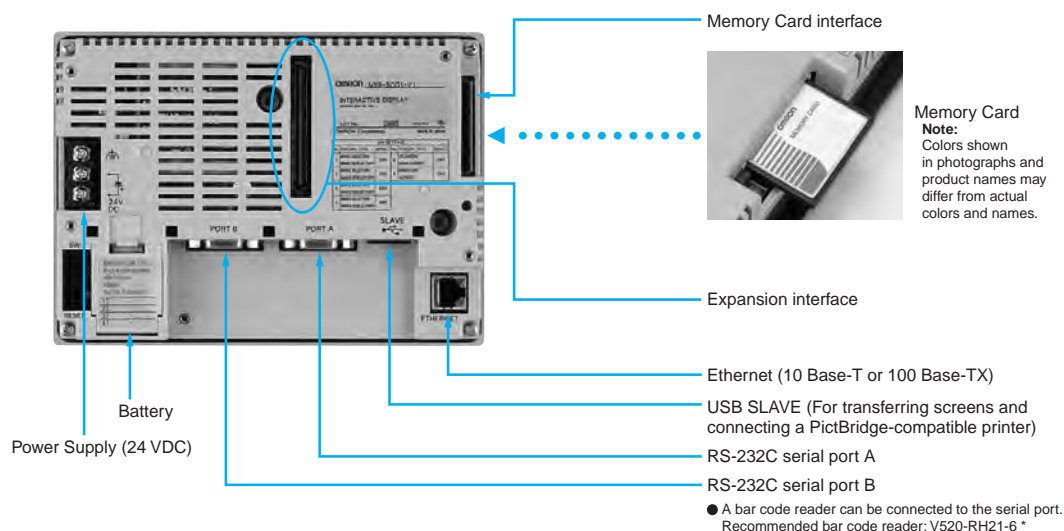 Memory Card interface
OMRON
INTERACTIVE DISPLAY
OMRON
MEMORY CARD
Memory Card
Note:
Colors shown
in photographs and
product names may
differ from actual
colors and names.
24V
DC
PORT B
PORT A
SLAVE
SW
RESET
ETHERNET
Expansion interface
Ethernet (10 Base-T or 100 Base-TX)
Battery
USB SLAVE (For transferring screens and
connecting a PictBridge-compatible printer)
Power Supply (24 VDC)
RS-232C serial port A
RS-232C serial port B
● A bar code reader can be connected to the serial port.
Recommended bar code reader: V520-RH21-6 *